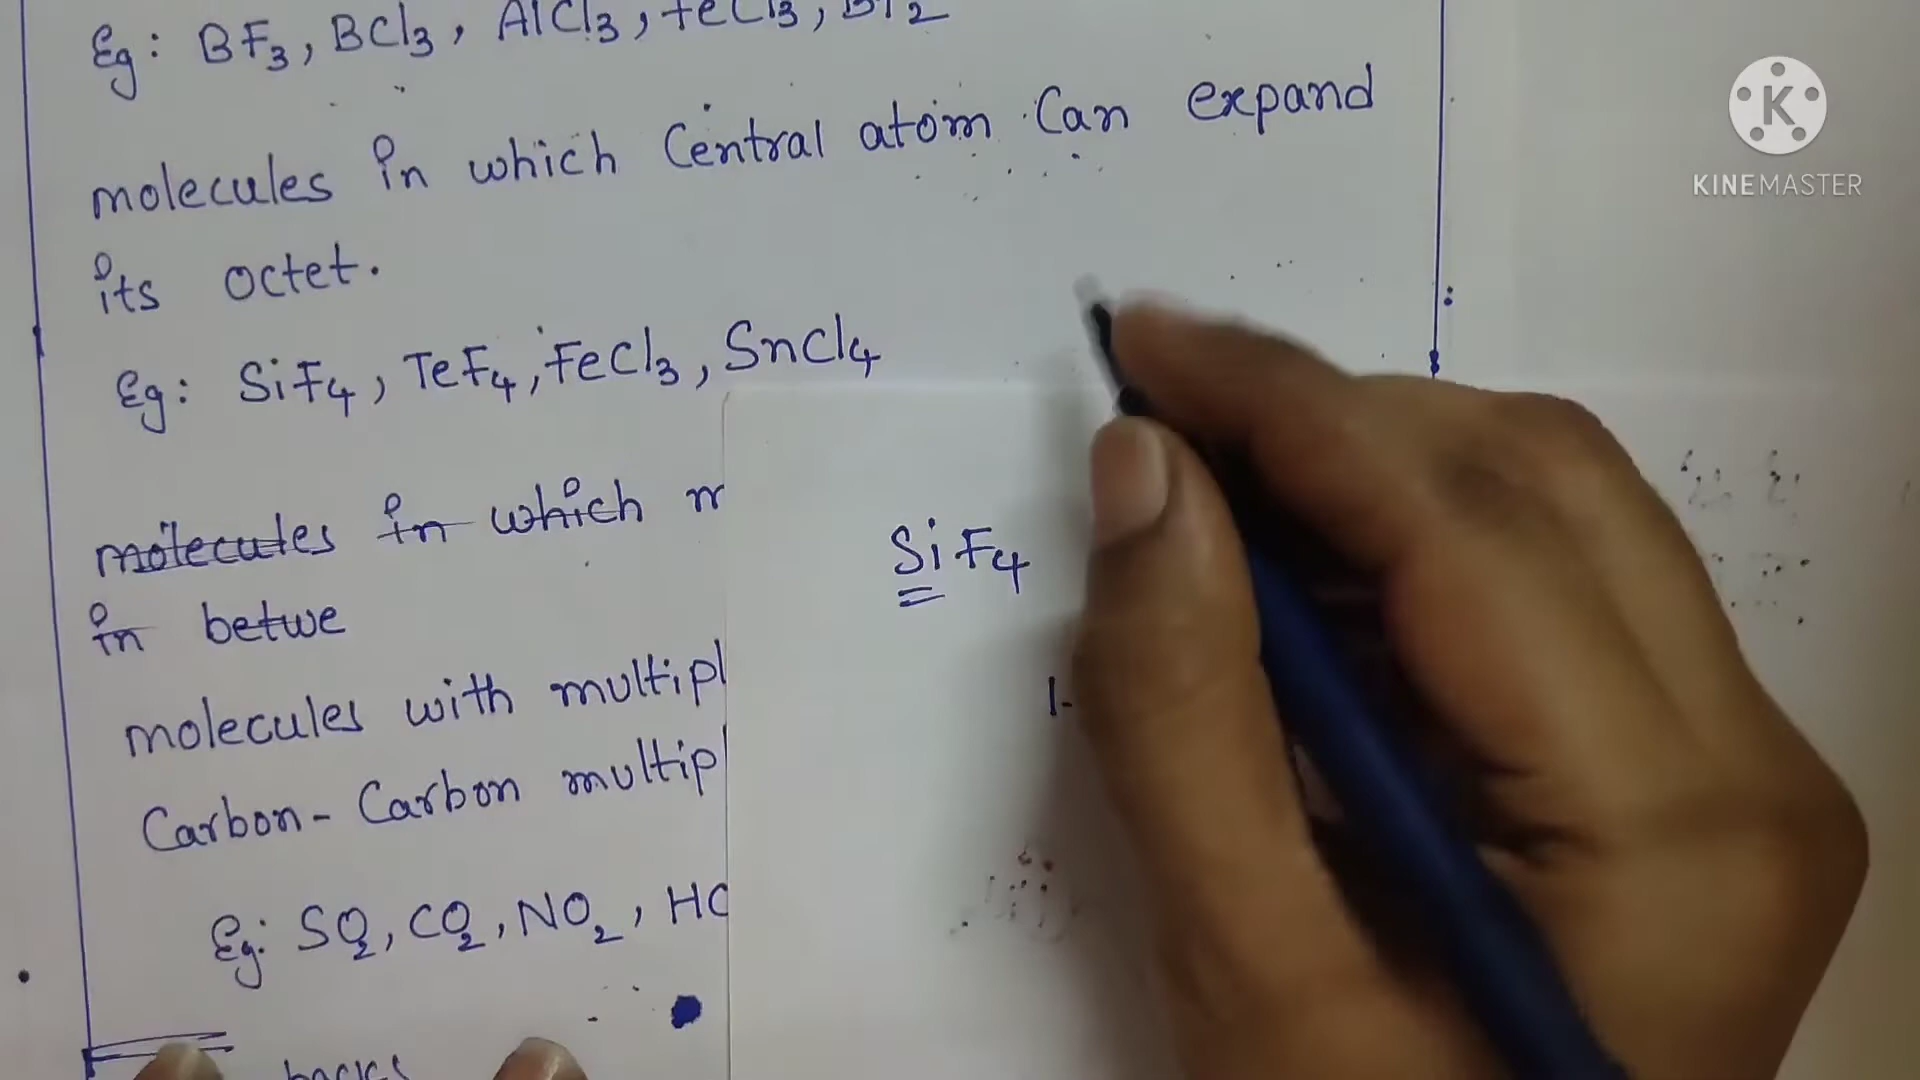 Eg: BF3, BCl3, AlCl3, FeCl3,
molecules in which Central atom Can expand
its octet.
Eg: SiF4, TeF4, FeCl3, SnCl4
molecules in which
in betwe
molecules with multipl
Carbon - Carbon multipl
Eg: SO2, CO2, NO2, HC
SiF4
K
KINEMASTER